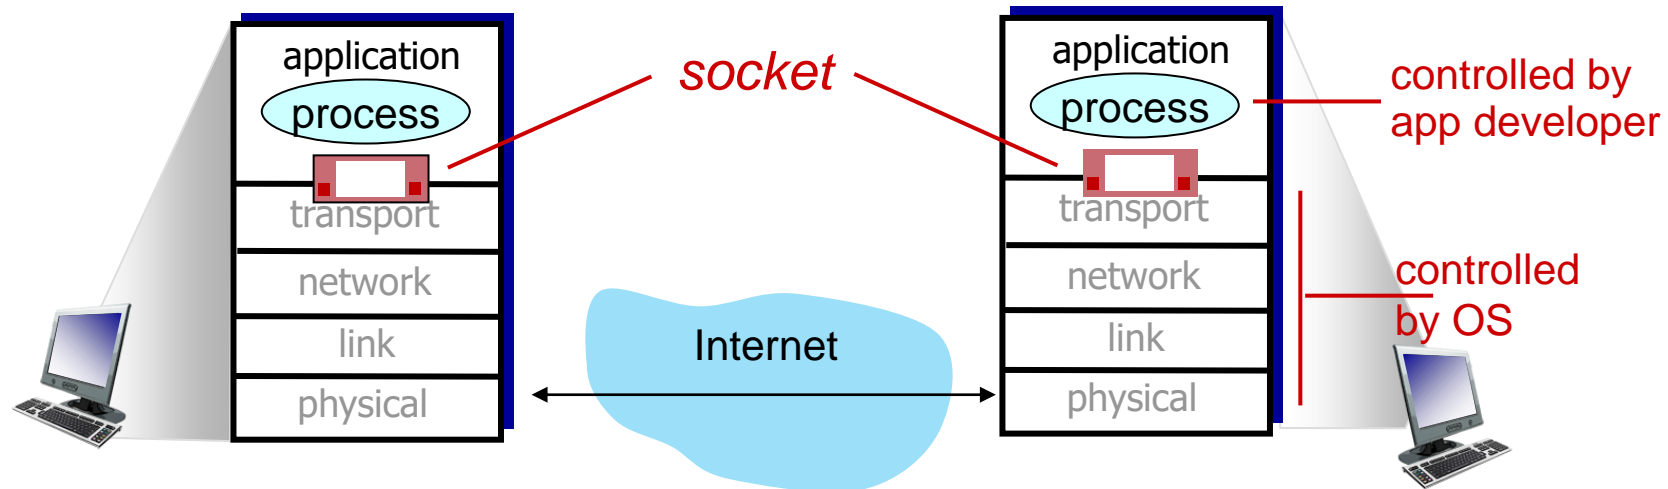 application
process
transport
network
link
physical
socket
Internet
application
process
transport
network
link
physical
controlled by
app developer
controlled
by OS